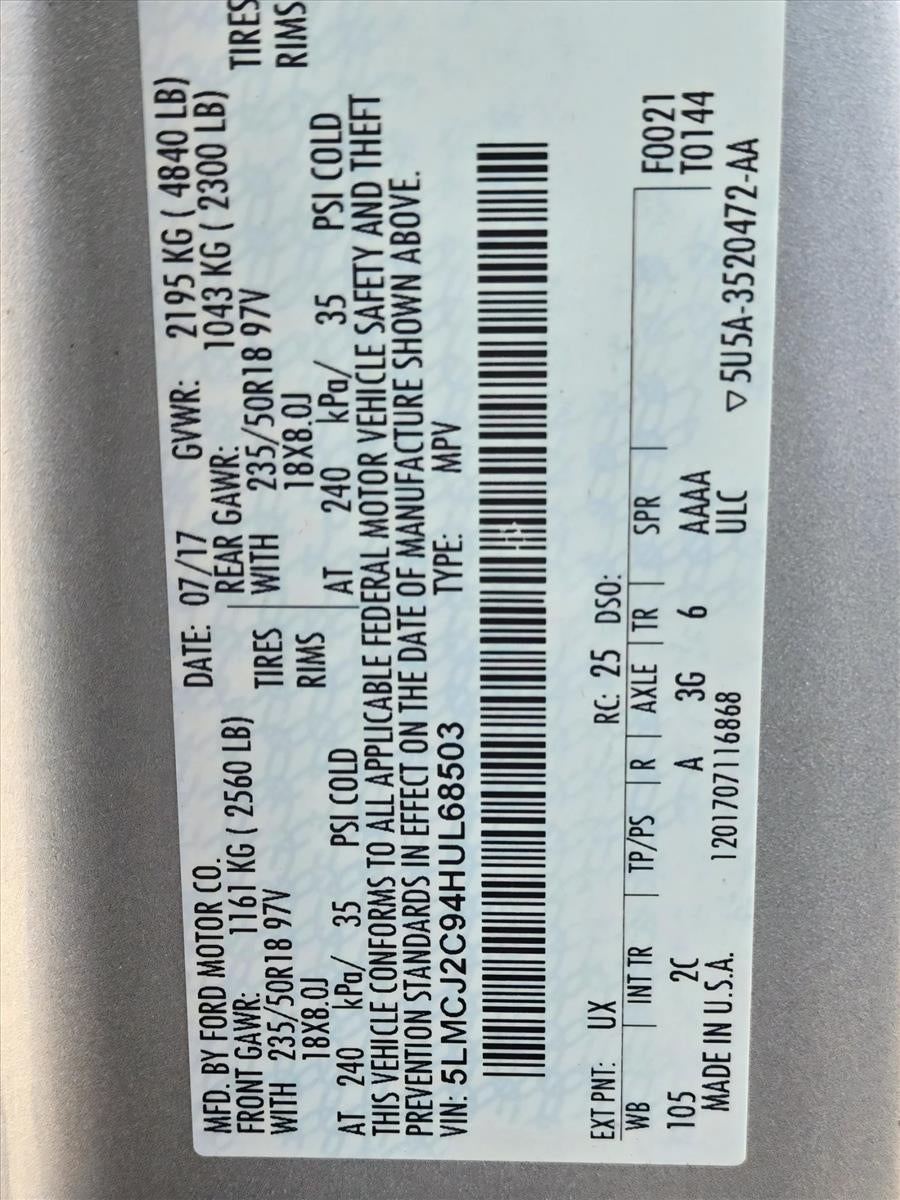 MFD. BY FORD MOTOR CO. DATE: 07/17 GVWR: 2195 KG ( 4840 LB)
FRONT GAWR: 1161 KG ( 2560 LB) REAR GAWR: 1043 KG ( 2300 LB)
WITH 235/50R18 97V TIRES WITH 235/50R18 97V TIRES
18X8.0J RIMS 18X8.0J RIMS
AT 240 kPa/ 35 PSI COLD AT 240 kPa/ 35 PSI COLD
THIS VEHICLE CONFORMS TO ALL APPLICABLE FEDERAL MOTOR VEHICLE SAFETY AND THEFT
PREVENTION STANDARDS IN EFFECT ON THE DATE OF MANUFACTURE SHOWN ABOVE.
VIN: 5LMCJ2C94HUL68503 TYPE: MPV
EXT PNT: UX RC: 25 DSO:
WB INT TR TP/PS R AXLE TR SPR F0021
105 2C A 3G 6 AAAA T0144
MADE IN U.S.A. 1201707116868 ULC ▽5U5A-3520472-AA